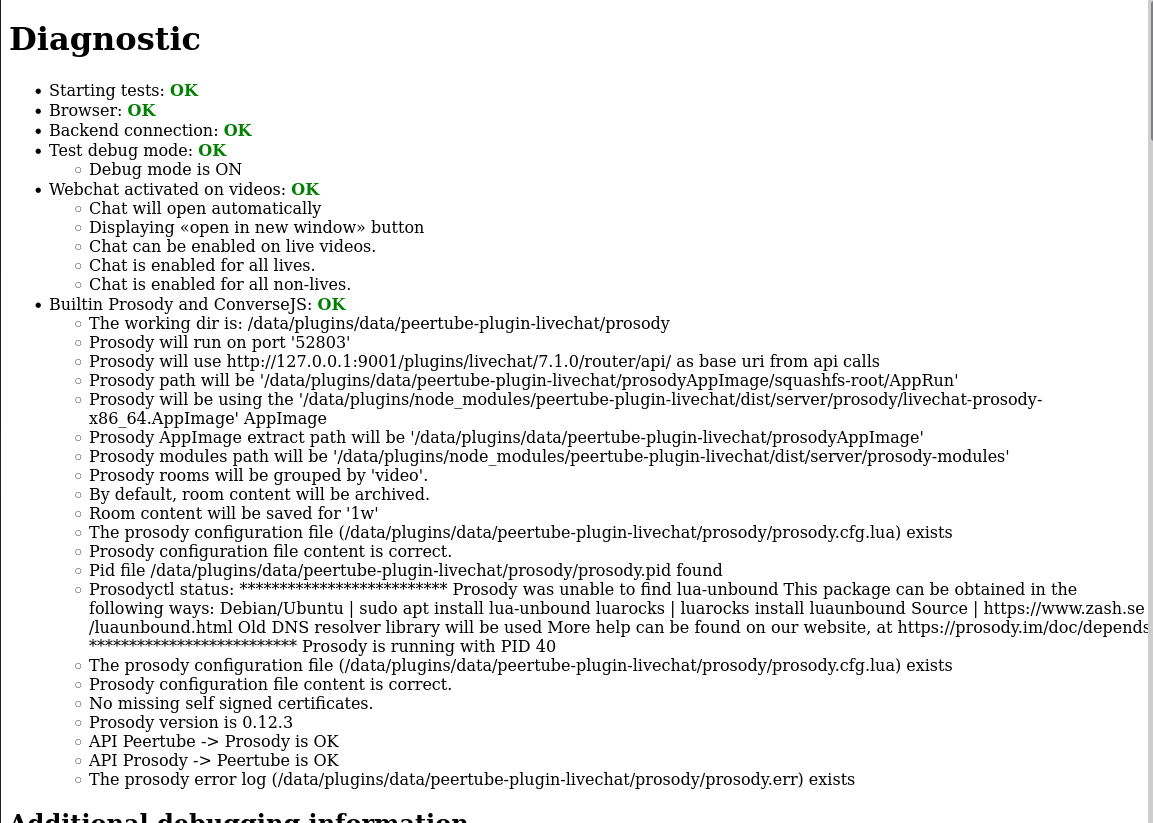 Diagnostic
Starting tests: OK
Browser: OK
Backend connection: OK
Test debug mode: OK
Debug mode is ON
Webchat activated on videos: OK
Chat will open automatically
Displaying «open in new window» button
Chat can be enabled on live videos.
Chat is enabled for all lives.
Chat is enabled for all non-lives.
Builtin Prosody and ConverseJS: OK
The working dir is: /data/plugins/data/peertube-plugin-livechat/prosody
Prosody will run on port '52803'
Prosody will use http://127.0.0.1:9001/plugins/livechat/7.1.0/router/api/ as base uri from api calls
Prosody path will be '/data/plugins/data/peertube-plugin-livechat/prosodyAppImage/squashfs-root/AppRun'
Prosody will be using the '/data/plugins/node_modules/peertube-plugin-livechat/dist/server/prosody/livechat-prosody-
x86_64.AppImage' AppImage
Prosody AppImage extract path will be '/data/plugins/data/peertube-plugin-livechat/prosodyAppImage'
Prosody modules path will be '/data/plugins/node_modules/peertube-plugin-livechat/dist/server/prosody-modules'
Prosody rooms will be grouped by 'video'.
By default, room content will be archived.
Room content will be saved for '1w'
The prosody configuration file (/data/plugins/data/peertube-plugin-livechat/prosody/prosody.cfg.lua) exists
Prosody configuration file content is correct.
Pid file /data/plugins/data/peertube-plugin-livechat/prosody/prosody.pid found
Prosodyctl status: ************************** Prosody was unable to find lua-unbound This package can be obtained in the
following ways: Debian/Ubuntu | sudo apt install lua-unbound luarocks | luarocks install luaunbound Source | https://www.zash.se
/luaunbound.html Old DNS resolver library will be used More help can be found on our website, at https://prosody.im/doc/depends
************************** Prosody is running with PID 40
The prosody configuration file (/data/plugins/data/peertube-plugin-livechat/prosody/prosody.cfg.lua) exists
Prosody configuration file content is correct.
No missing self signed certificates.
Prosody version is 0.12.3
API Peertube -> Prosody is OK
API Prosody -> Peertube is OK
The prosody error log (/data/plugins/data/peertube-plugin-livechat/prosody/prosody.err) exists
Additional debugging information